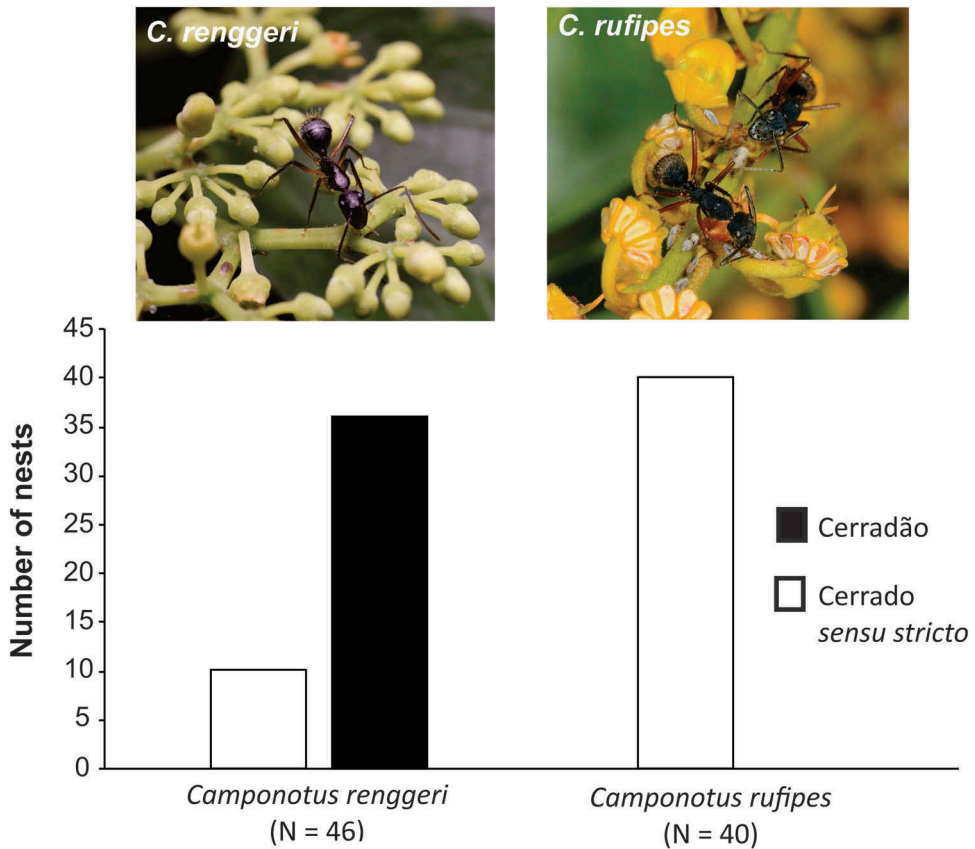 C. renggeri
C. rufipes
Number of nests
45
40
35
30
25
20
15
10
5
0
Cerradão
Cerrado
sensu stricto
Camponotus renggeri
(N = 46)
Camponotus rufipes
(N = 40)